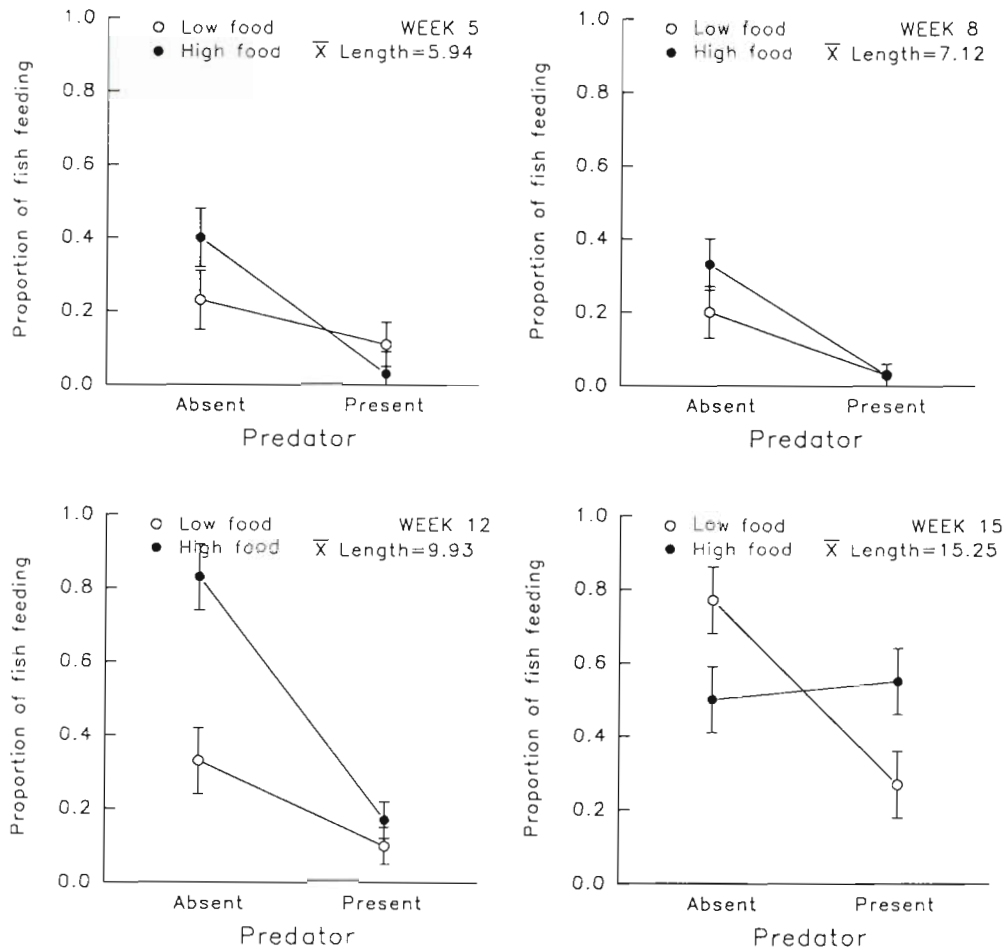 Low food WEEK 5
High food X̄ Length=5.94
Proportion of fish feeding
1.0
0.8
0.6
0.4
0.2
0.0
Absent Present
Predator
Low food WEEK 8
High food X̄ Length=7.12
Proportion of fish feeding
1.0
0.8
0.6
0.4
0.2
0.0
Absent Present
Predator
Low food WEEK 12
High food X̄ Length=9.93
Proportion of fish feeding
1.0
0.8
0.6
0.4
0.2
0.0
Absent Present
Predator
Low food WEEK 15
High food X̄ Length=15.25
Proportion of fish feeding
1.0
0.8
0.6
0.4
0.2
0.0
Absent Present
Predator